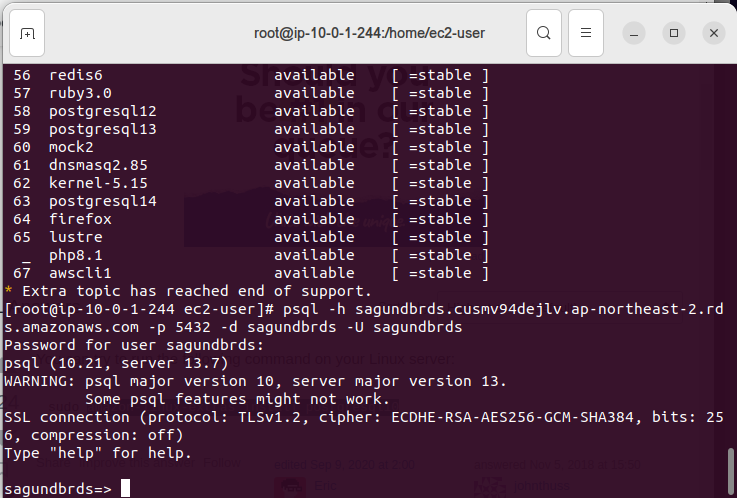 root@ip-10-0-1-244:/home/ec2-user
56 redis6 available [ =stable ]
57 ruby3.0 available [ =stable ]
58 postgresql12 available [ =stable ]
59 postgresql13 available [ =stable ]
60 mock2 available [ =stable ]
61 dnsmasq2.85 available [ =stable ]
62 kernel-5.15 available [ =stable ]
63 postgresql14 available [ =stable ]
64 firefox available [ =stable ]
65 lustre available [ =stable ]
_ php8.1 available [ =stable ]
67 awscli1 available [ =stable ]
* Extra topic has reached end of support.
[root@ip-10-0-1-244 ec2-user]# psql -h sagundbrds.cusmv94dejlv.ap-northeast-2.rd
s.amazonaws.com -p 5432 -d sagundbrds -U sagundbrds
Password for user sagundbrds:
psql (10.21, server 13.7)
WARNING: psql major version 10, server major version 13.
Some psql features might not work.
SSL connection (protocol: TLSv1.2, cipher: ECDHE-RSA-AES256-GCM-SHA384, bits: 25
6, compression: off)
Type "help" for help.
sagundbrds=>